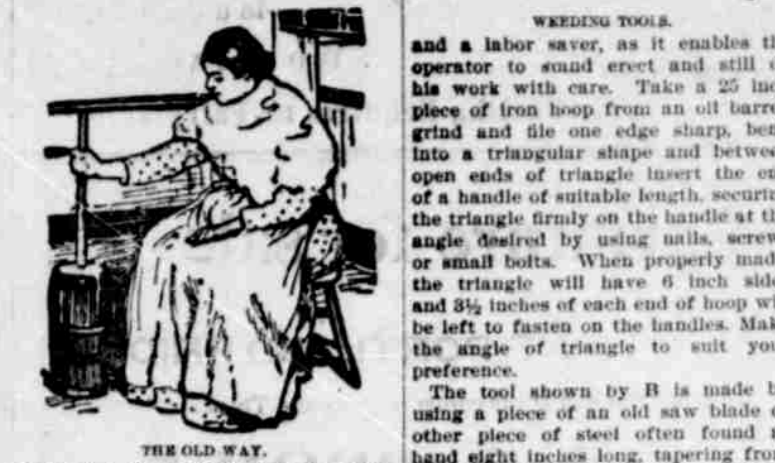 THE OLD WAY.
WEEDING TOOLS.
and a labor saver, as it enables th
operator to stand erect and still
his work with care. Take a 25 inc
piece of iron hoop from an oil barre
grind and file one edge sharp, ben
into a triangular shape and betwee
open ends of triangle insert the en
of a handle of suitable length, securin
the triangle firmly on the handle at th
angle desired by using nails, screw
or small bolts. When properly mad
the triangle will have 6 inch side
and 3½ inches of each end of hoop wi
be left to fasten on the handles. Mak
the angle of triangle to suit you
preference.
The tool shown by B is made b
using a piece of an old saw blade o
other piece of steel often found
hand eight inches long, tapering from